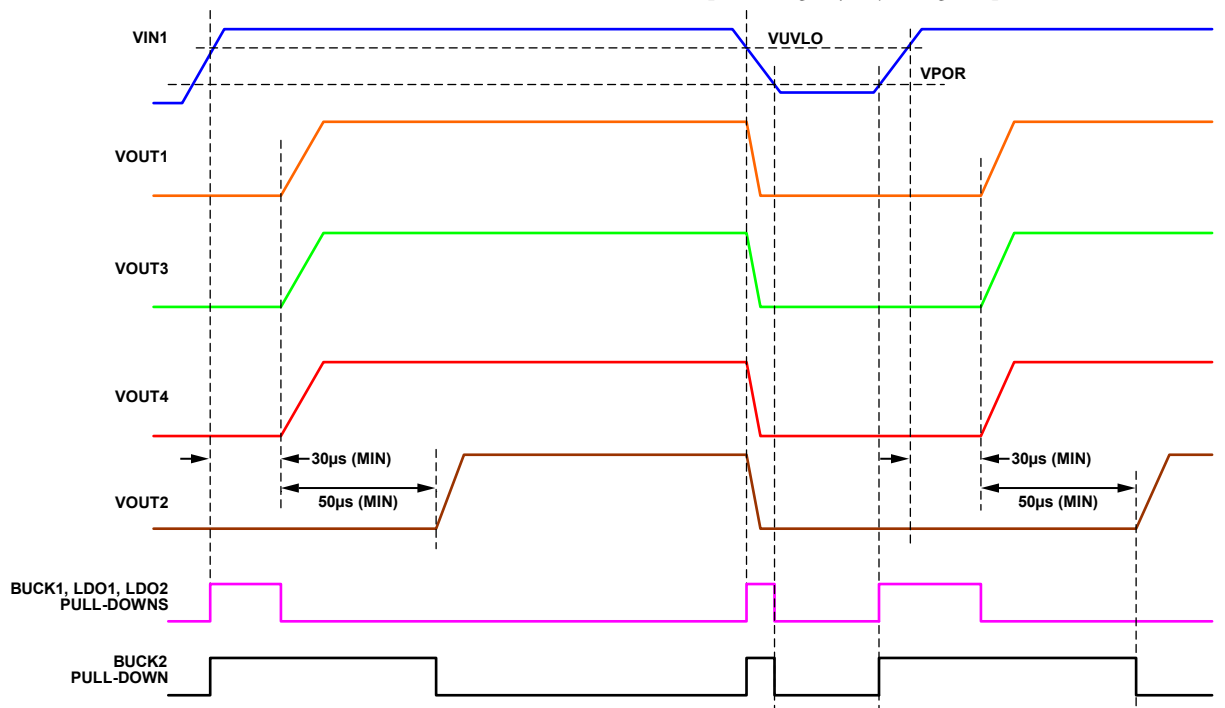 VIN1
VUVLO
VPOR
VOUT1
VOUT3
VOUT4
30µs (MIN)
30µs (MIN)
VOUT2
50µs (MIN)
50µs (MIN)
BUCK1, LDO1, LDO2
PULL-DOWNS
BUCK2
PULL-DOWN